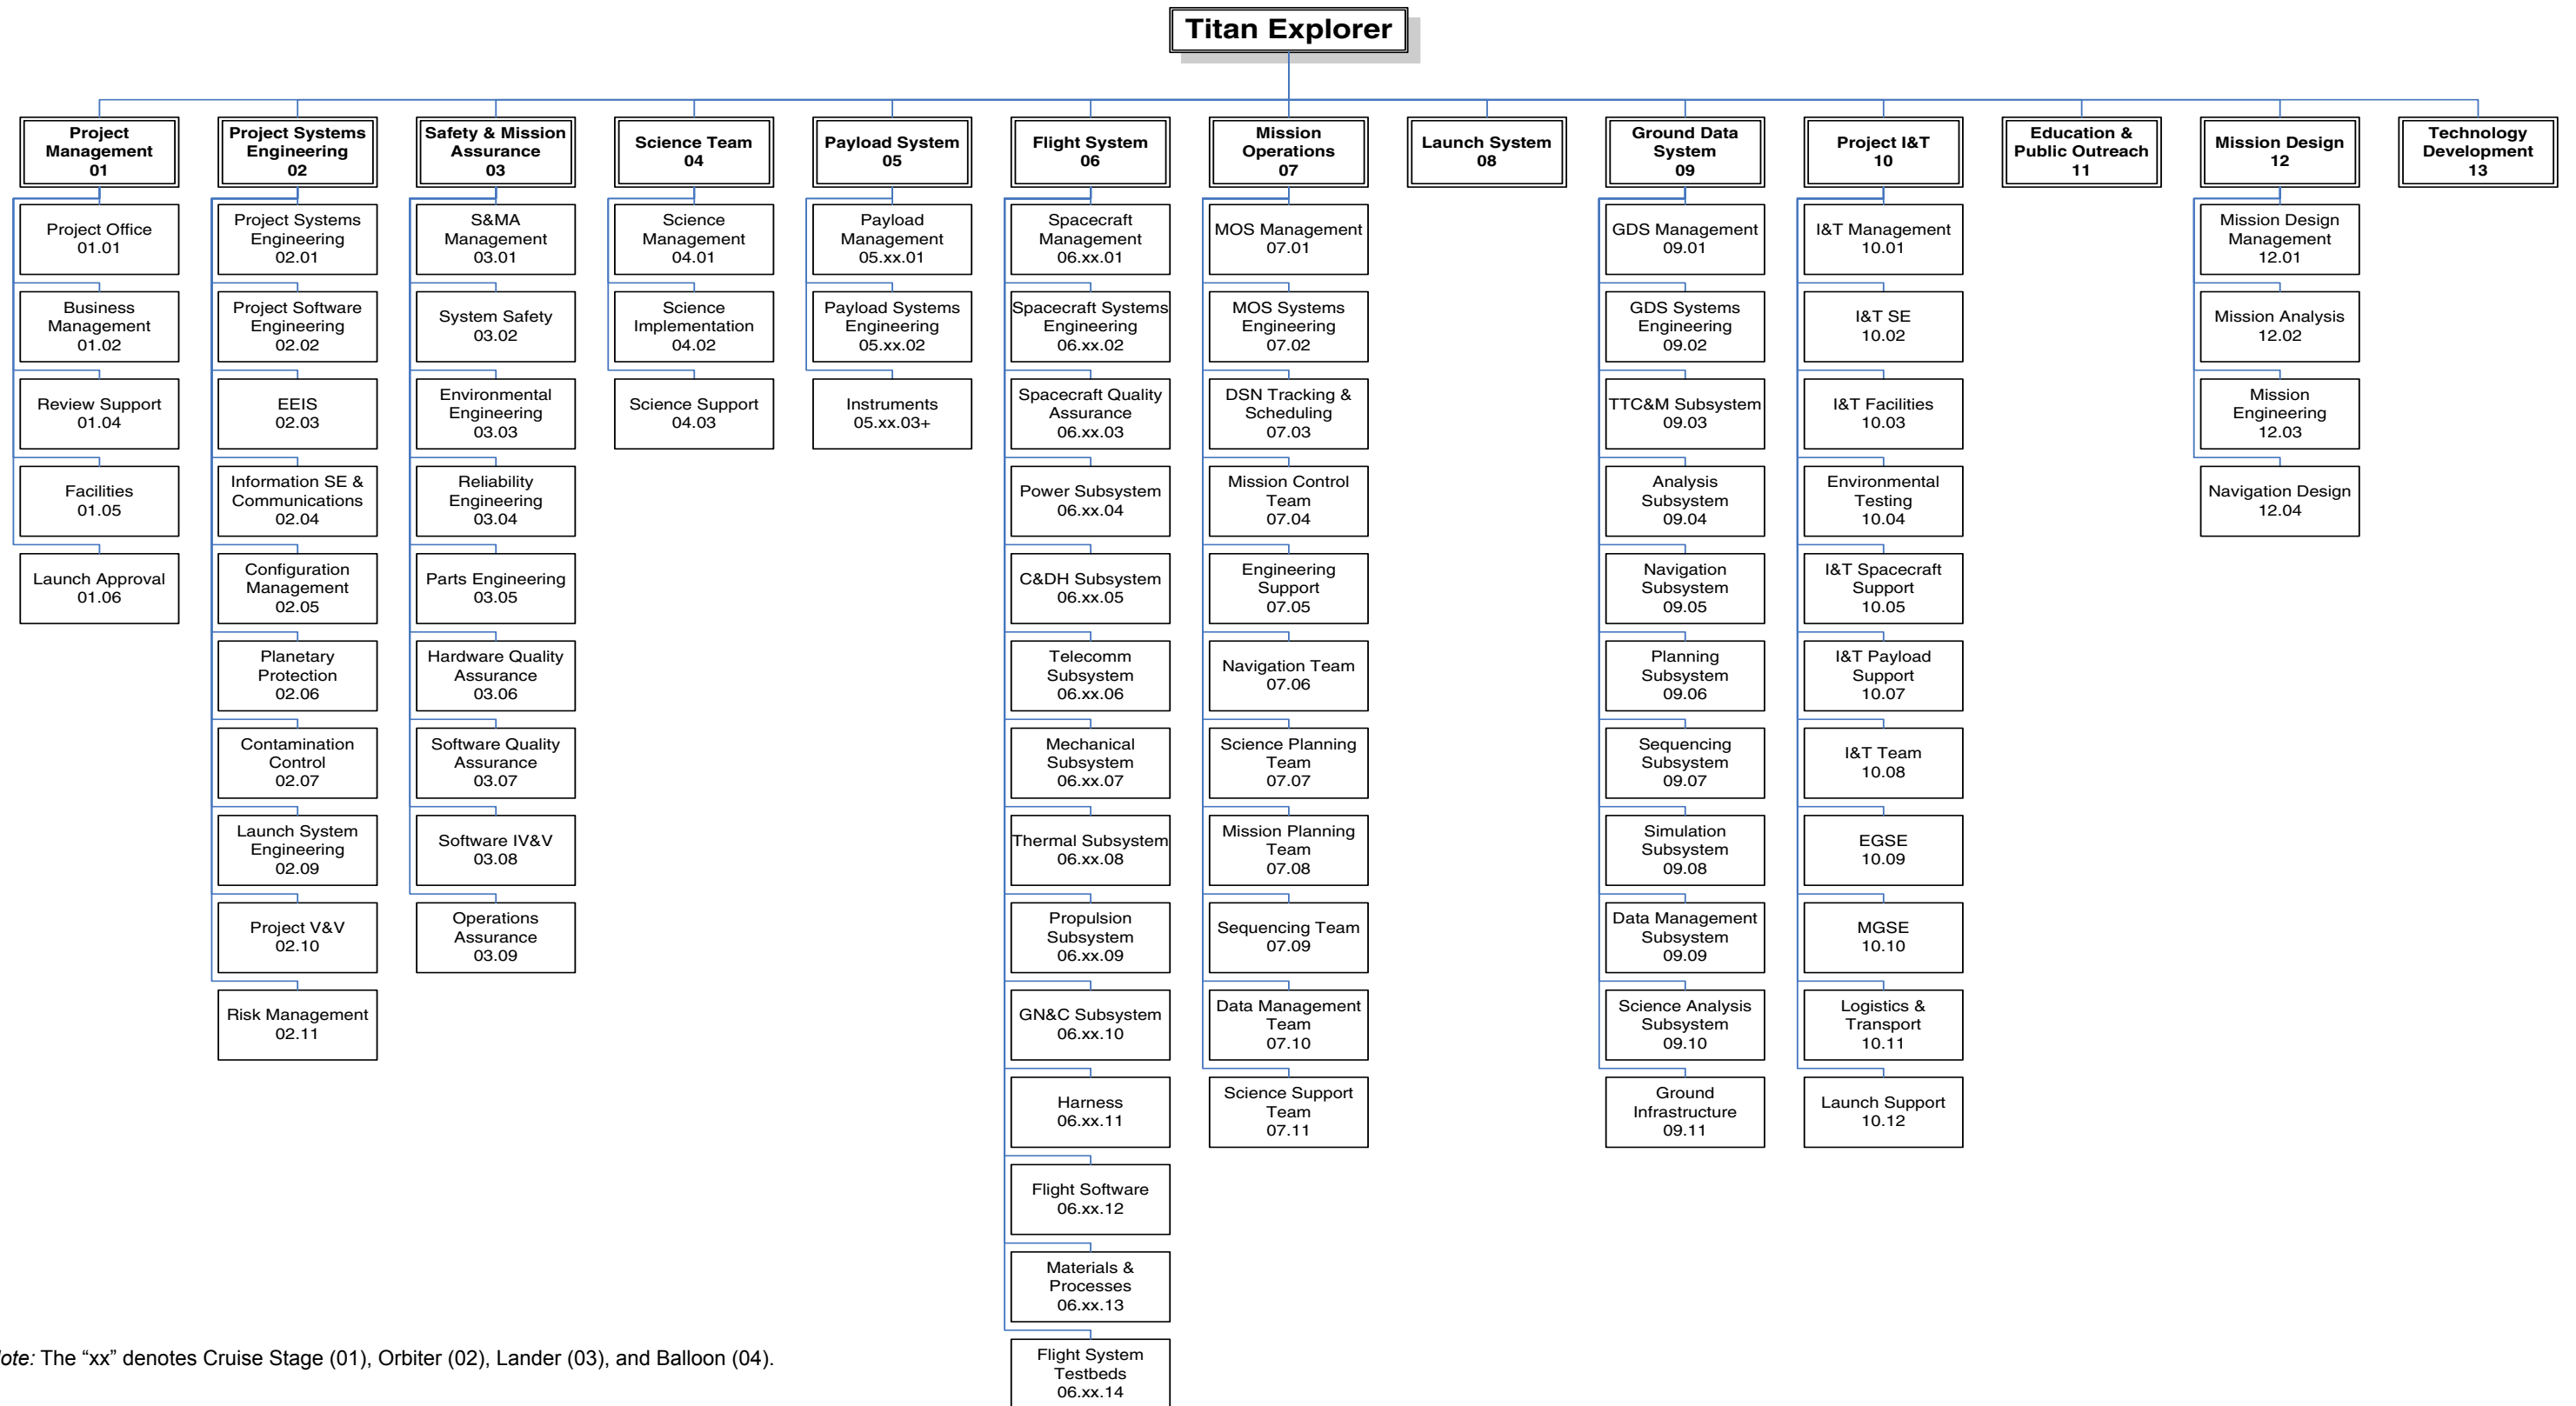 Titan Explorer
Project
Management
01
Project Office
01.01
Business
Management
01.02
Review Support
01.04
Facilities
01.05
Launch Approval
01.06
Project Systems
Engineering
02
Project Systems
Engineering
02.01
Project Software
Engineering
02.02
EEIS
02.03
Information SE &
Communications
02.04
Configuration
Management
02.05
Planetary
Protection
02.06
Contamination
Control
02.07
Launch System
Engineering
02.09
Project V&V
02.10
Risk Management
02.11
Safety & Mission
Assurance
03
S&MA
Management
03.01
System Safety
03.02
Environmental
Engineering
03.03
Reliability
Engineering
03.04
Parts Engineering
03.05
Hardware Quality
Assurance
03.06
Software Quality
Assurance
03.07
Software IV&V
03.08
Operations
Assurance
03.09
Science Team
04
Science
Management
04.01
Science
Implementation
04.02
Science Support
04.03
Payload System
05
Payload
Management
05.xx.01
Payload Systems
Engineering
05.xx.02
Instruments
05.xx.03+
Flight System
06
Spacecraft
Management
06.xx.01
Spacecraft Systems
Engineering
06.xx.02
Spacecraft Quality
Assurance
06.xx.03
Power Subsystem
06.xx.04
C&DH Subsystem
06.xx.05
Telecomm
Subsystem
06.xx.06
Mechanical
Subsystem
06.xx.07
Thermal Subsystem
06.xx.08
Propulsion
Subsystem
06.xx.09
GN&C Subsystem
06.xx.10
Harness
06.xx.11
Flight Software
06.xx.12
Materials &
Processes
06.xx.13
Flight System
Testbeds
06.xx.14
Mission
Operations
07
MOS Management
07.01
MOS Systems
Engineering
07.02
DSN Tracking &
Scheduling
07.03
Mission Control
Team
07.04
Engineering
Support
07.05
Navigation Team
07.06
Science Planning
Team
07.07
Mission Planning
Team
07.08
Sequencing Team
07.09
Data Management
Team
07.10
Science Support
Team
07.11
Launch System
08
Ground Data
System
09
GDS Management
09.01
GDS Systems
Engineering
09.02
TTC&M Subsystem
09.03
Analysis
Subsystem
09.04
Navigation
Subsystem
09.05
Planning
Subsystem
09.06
Sequencing
Subsystem
09.07
Simulation
Subsystem
09.08
Data Management
Subsystem
09.09
Science Analysis
Subsystem
09.10
Ground
Infrastructure
09.11
Project I&T
10
I&T Management
10.01
I&T SE
10.02
I&T Facilities
10.03
Environmental
Testing
10.04
I&T Spacecraft
Support
10.05
I&T Payload
Support
10.07
I&T Team
10.08
EGSE
10.09
MGSE
10.10
Logistics &
Transport
10.11
Launch Support
10.12
Education &
Public Outreach
11
Mission Design
12
Mission Design
Management
12.01
Mission Analysis
12.02
Mission
Engineering
12.03
Navigation Design
12.04
Technology
Development
13
ote: The “xx” denotes Cruise Stage (01), Orbiter (02), Lander (03), and Balloon (04).